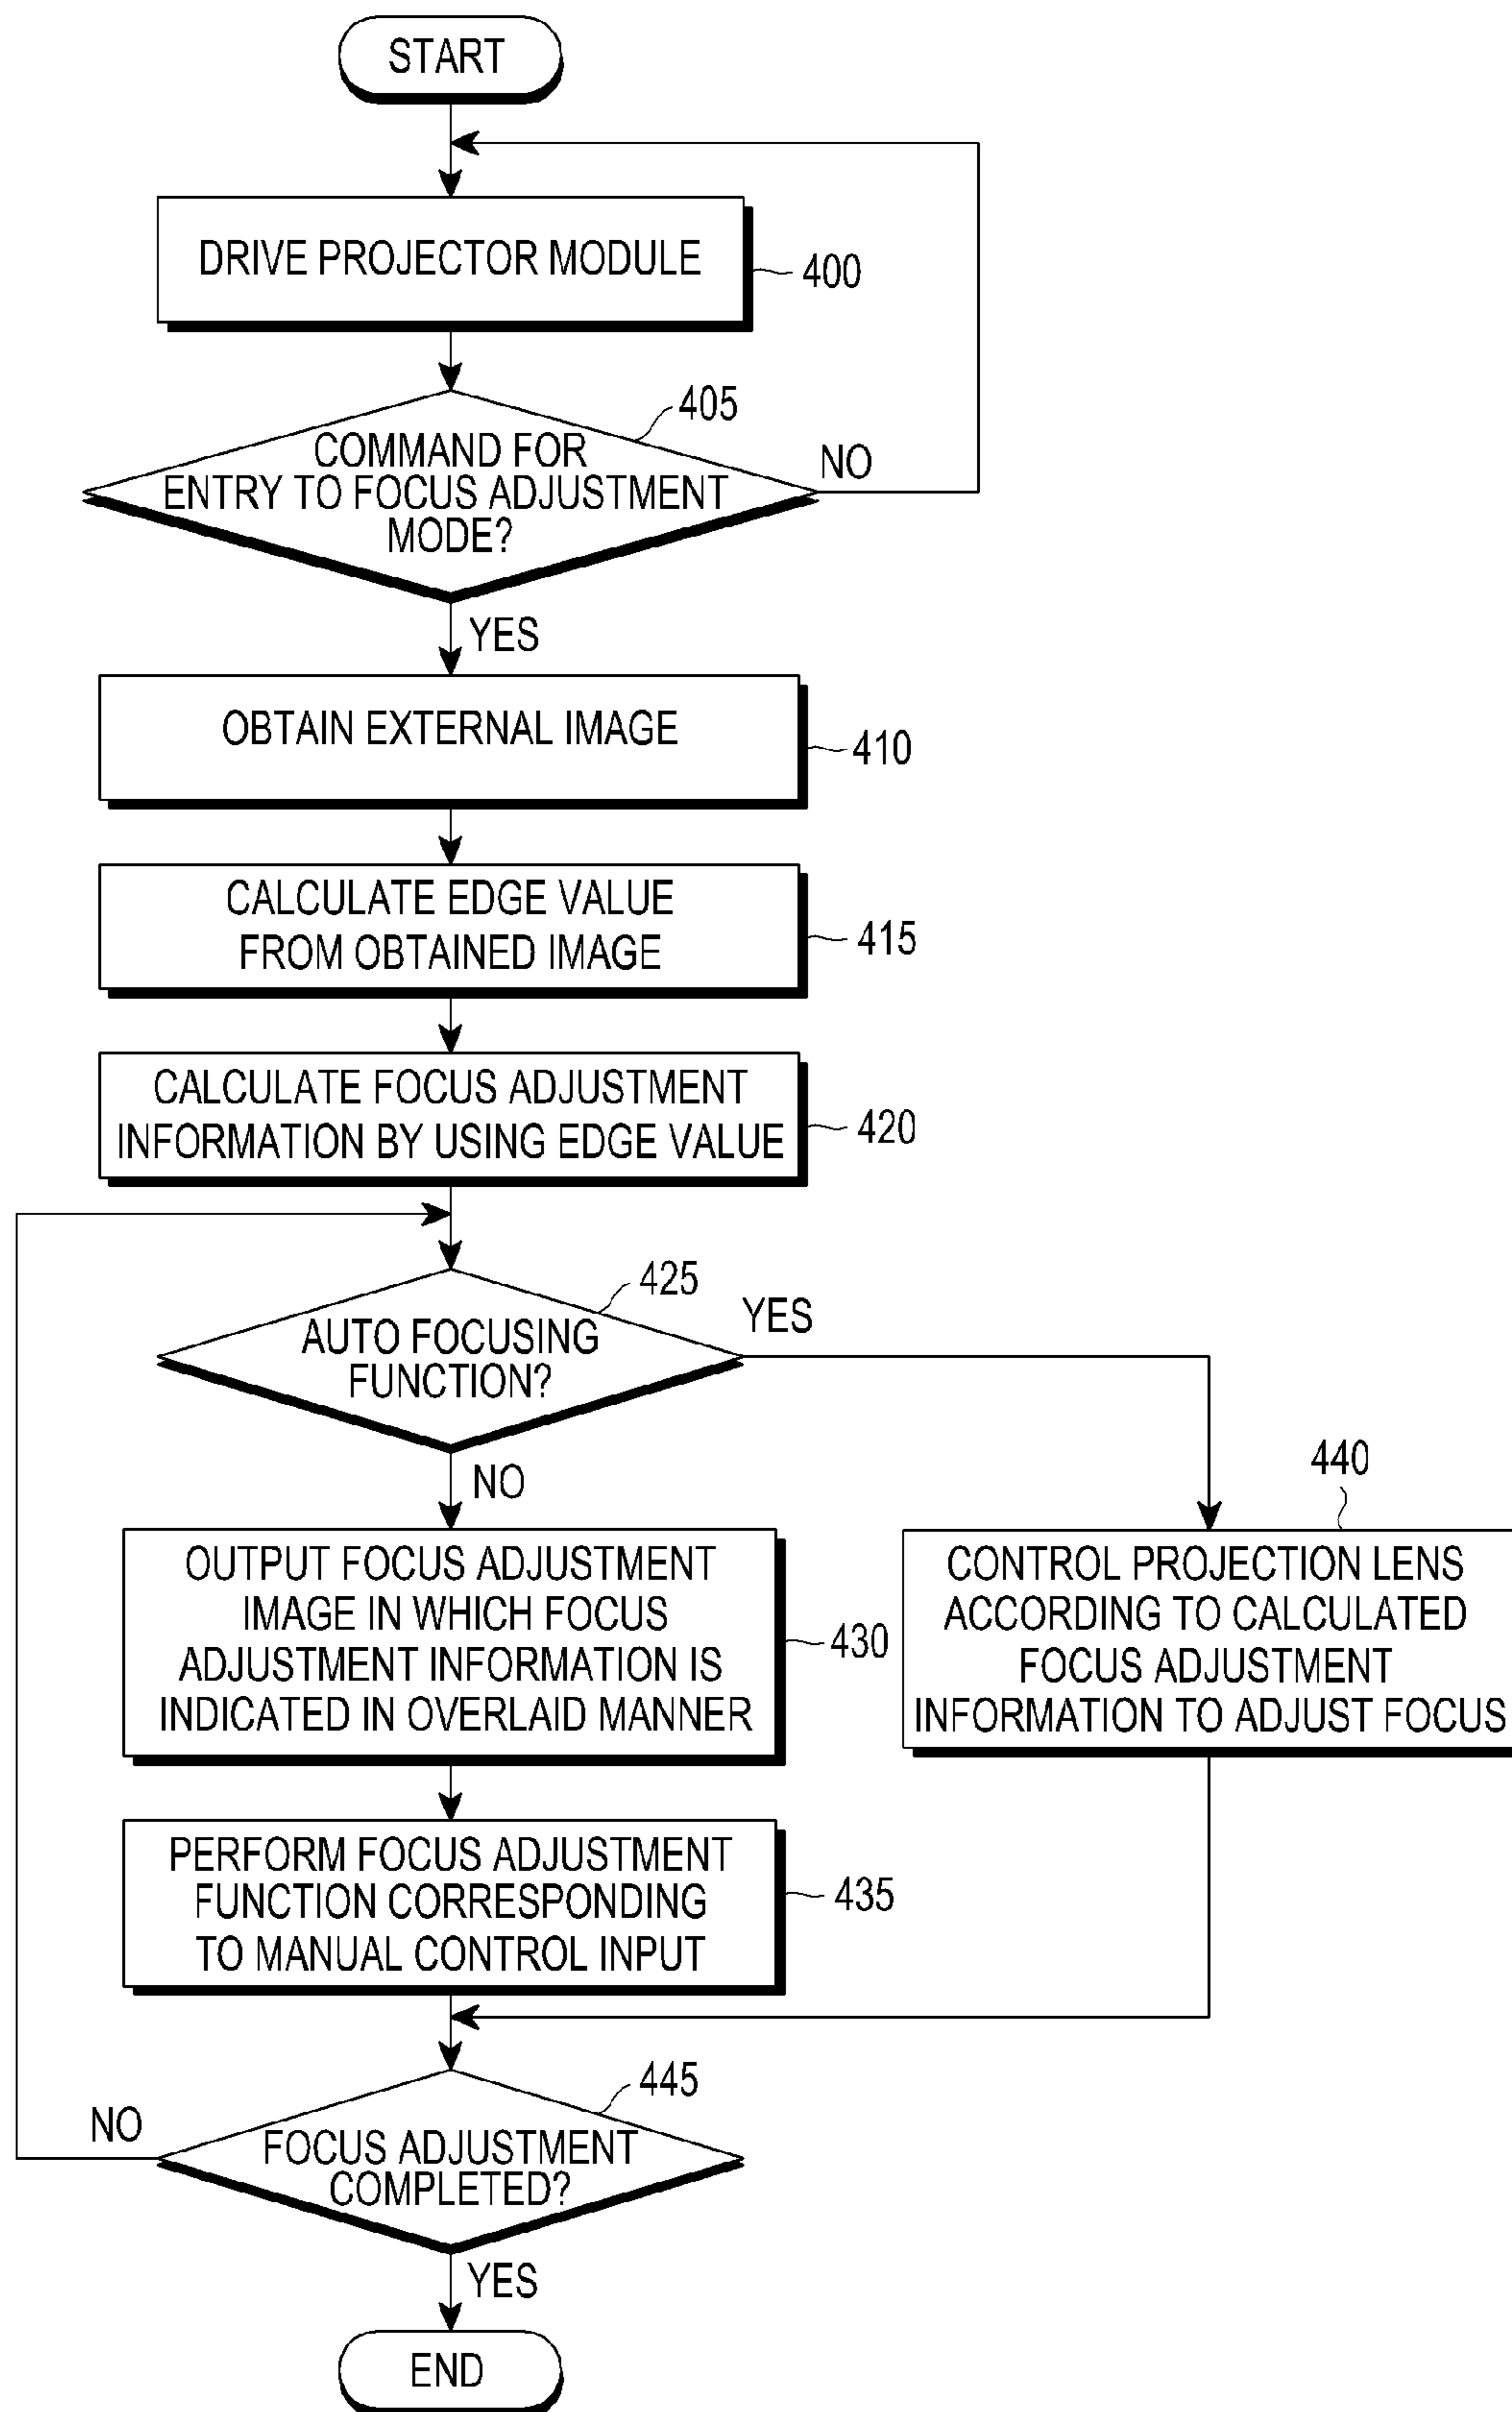 START
DRIVE PROJECTOR MODULE
400
405
COMMAND FOR
ENTRY TO FOCUS ADJUSTMENT
MODE?
NO
YES
OBTAIN EXTERNAL IMAGE
410
CALCULATE EDGE VALUE
FROM OBTAINED IMAGE
415
CALCULATE FOCUS ADJUSTMENT
INFORMATION BY USING EDGE VALUE
420
425
AUTO FOCUSING
FUNCTION?
YES
NO
OUTPUT FOCUS ADJUSTMENT
IMAGE IN WHICH FOCUS
ADJUSTMENT INFORMATION IS
INDICATED IN OVERLAID MANNER
430
440
CONTROL PROJECTION LENS
ACCORDING TO CALCULATED
FOCUS ADJUSTMENT
INFORMATION TO ADJUST FOCUS
PERFORM FOCUS ADJUSTMENT
FUNCTION CORRESPONDING
TO MANUAL CONTROL INPUT
435
445
NO
FOCUS ADJUSTMENT
COMPLETED?
YES
END